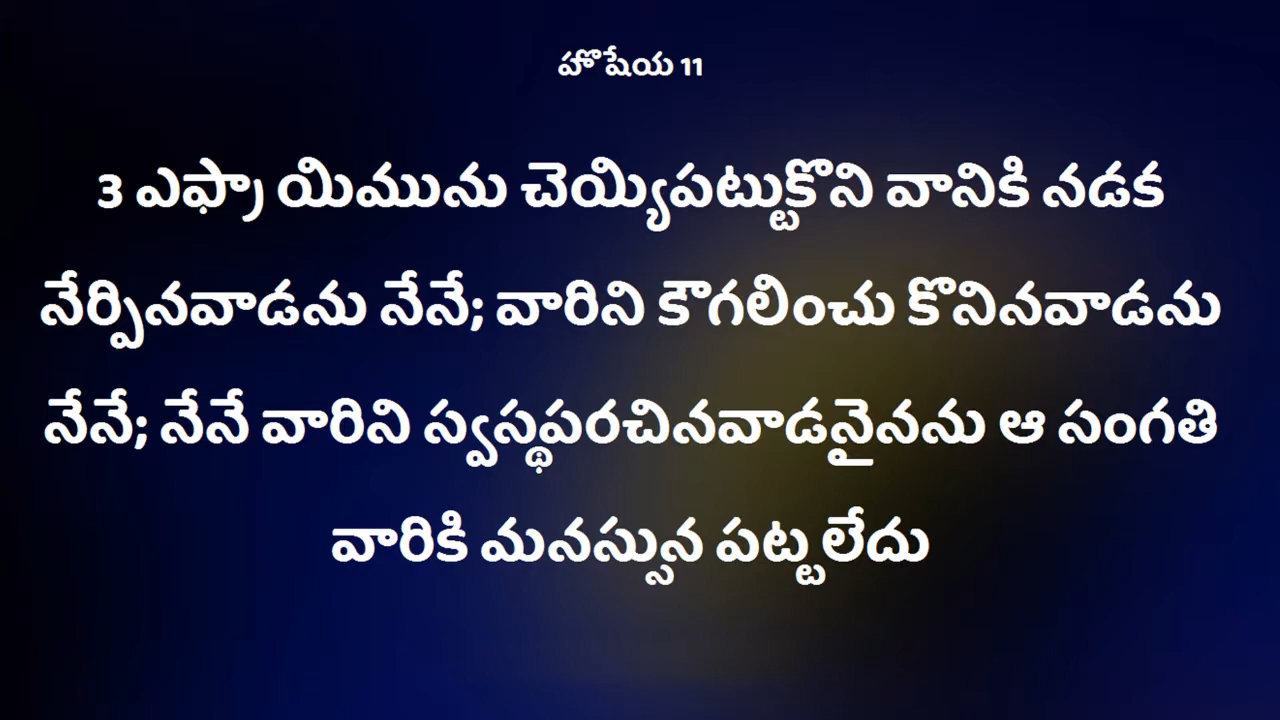 హొషేయ 11
3 ఎఫ్రా యిమును చెయ్యిపట్టుకొని వానికి నడక
నేర్పినవాడను నేనే; వారిని కౌగలించు కొనినవాడను
నేనే; నేనే వారిని స్వస్థపరచినవాడనైనను ఆ సంగతి
వారికి మనస్సున పట్టలేదు